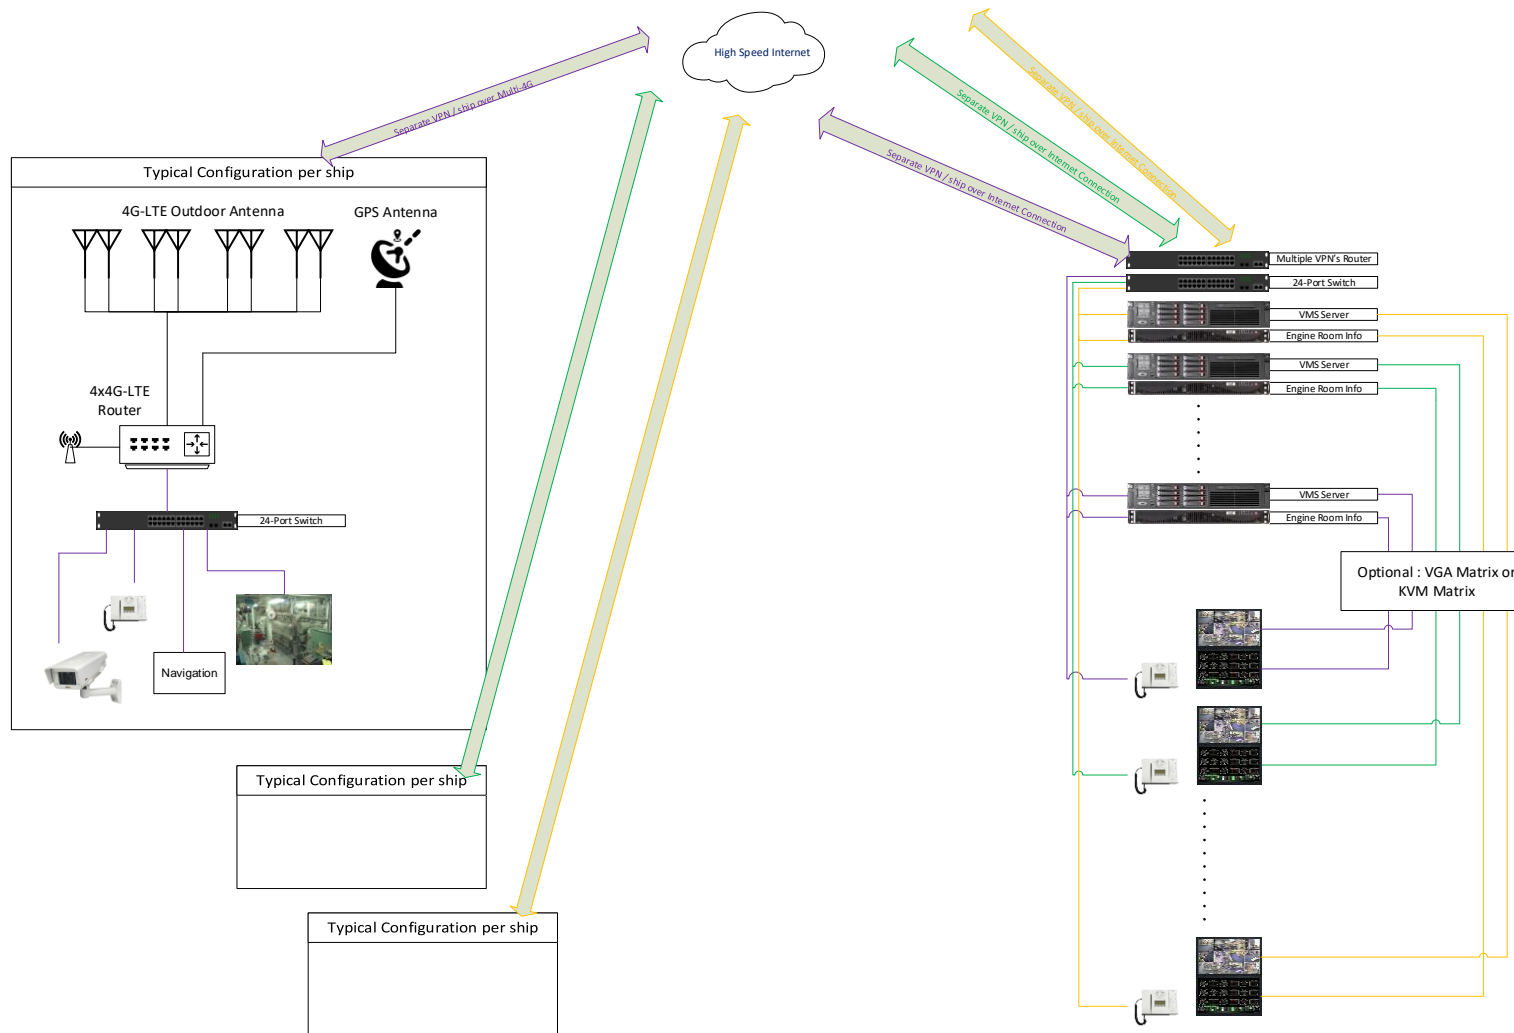 High Speed Internet
Separate VPN / ship over Multi-4G
Separate VPN / ship over Internet Connection
Separate VPN / ship over Internet Connection
Separate VPN / ship over Internet Connection
Typical Configuration per ship
4G-LTE Outdoor Antenna
GPS Antenna
4x4G-LTE
Router
24-Port Switch
Navigation
Typical Configuration per ship
Typical Configuration per ship
Multiple VPN's Router
24-Port Switch
VMS Server
Engine Room Info
VMS Server
Engine Room Info
VMS Server
Engine Room Info
Optional : VGA Matrix or
KVM Matrix